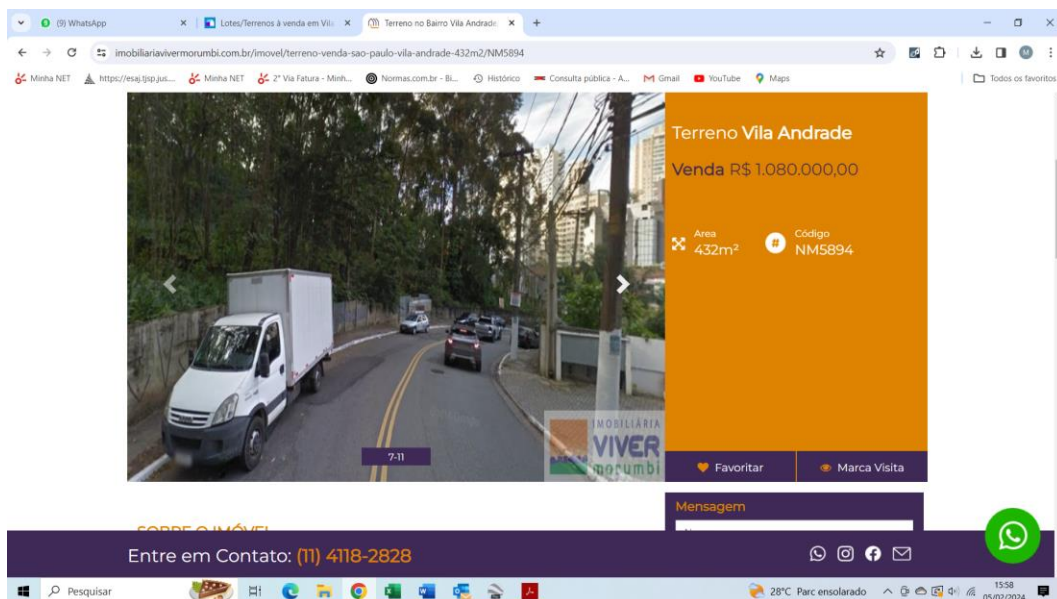 (9) WhatsApp
Lotes/Terrenos à venda em Vila
Terreno no Bairro Vila Andrade
imobiliariavivermorumbi.com.br/imovel/terreno-venda-sao-paulo-vila-andrade-432m2/NM5894
Minha NET
https://esaj.tjsp.jus....
Minha NET
2° Via Fatura - Minh...
Normas.com.br - Bi...
Histórico
Consulta pública - A...
Gmail
YouTube
Maps
Todos os favoritos
Terreno Vila Andrade
Venda R$ 1.080.000,00
Area
432m²
Código
NM5894
7-11
IMOBILIÁRIA
VIVER
morumbi
Favoritar
Marca Visita
SOBRE O IMÓVEL
Mensagem
Entre em Contato: (11) 4118-2828
Pesquisar
28°C Parc ensolarado
15:58
05/02/2024